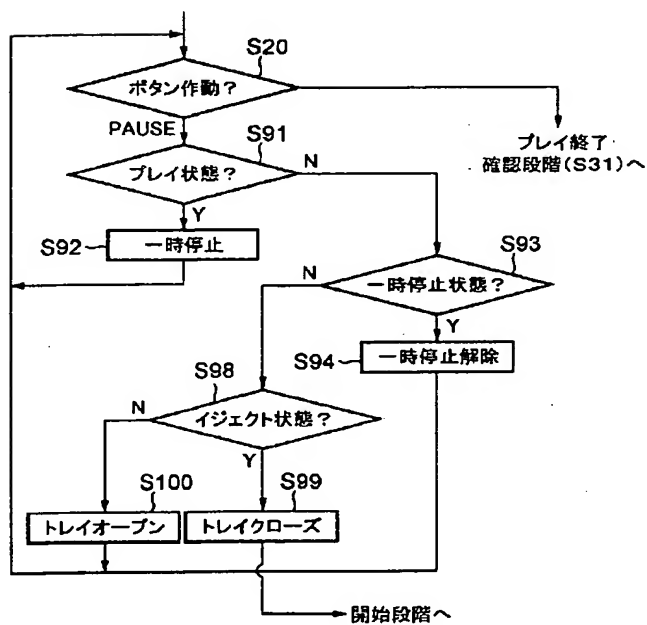 S20
ボタン作動?
PAUSE
S91
プレイ終了
確認段階(S31)へ
プレイ状態?
N
Y
S92
一時停止
S93
N
一時停止状態?
Y
S94
一時停止解除
S98
N
イジェクト状態?
Y
S100
S99
トレイオープン
トレイクローズ
開始段階へ